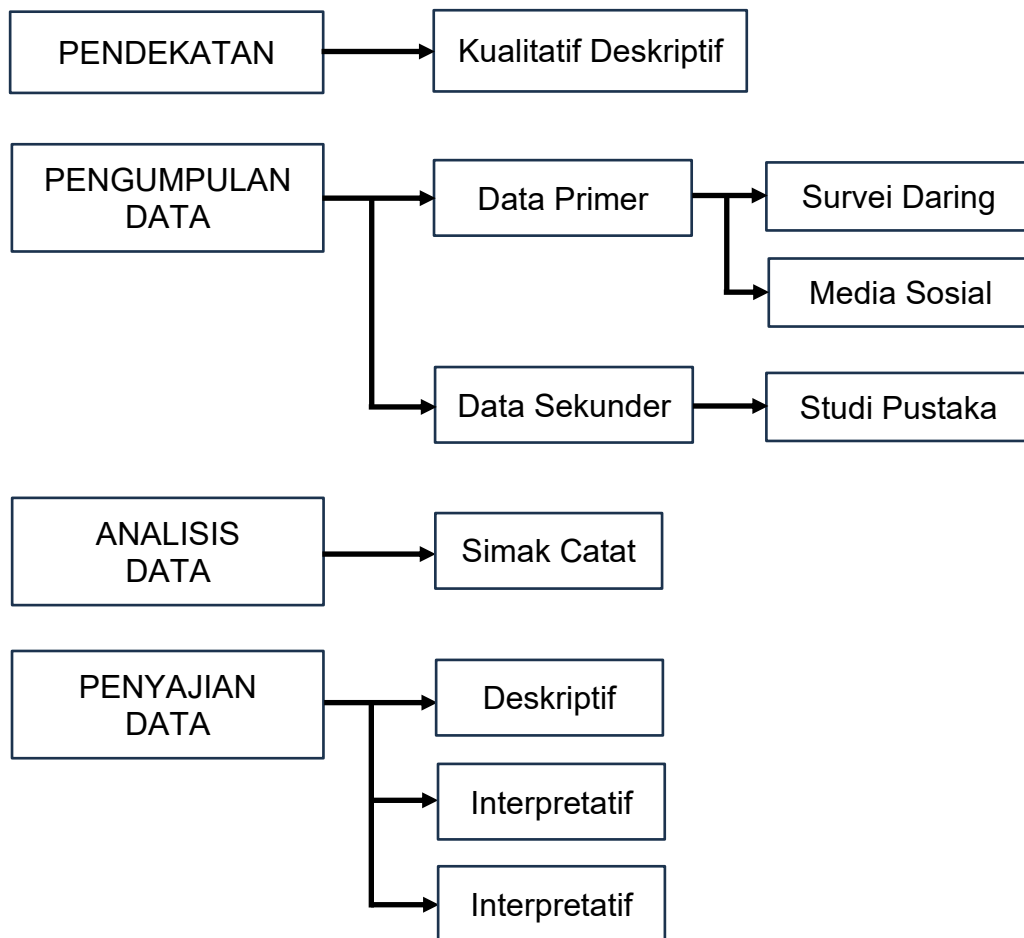 PENDEKATAN
Kualitatif Deskriptif
PENGUMPULAN
DATA
Data Primer
Survei Daring
Media Sosial
Data Sekunder
Studi Pustaka
ANALISIS
DATA
Simak Catat
PENYAJIAN
DATA
Deskriptif
Interpretatif
Interpretatif